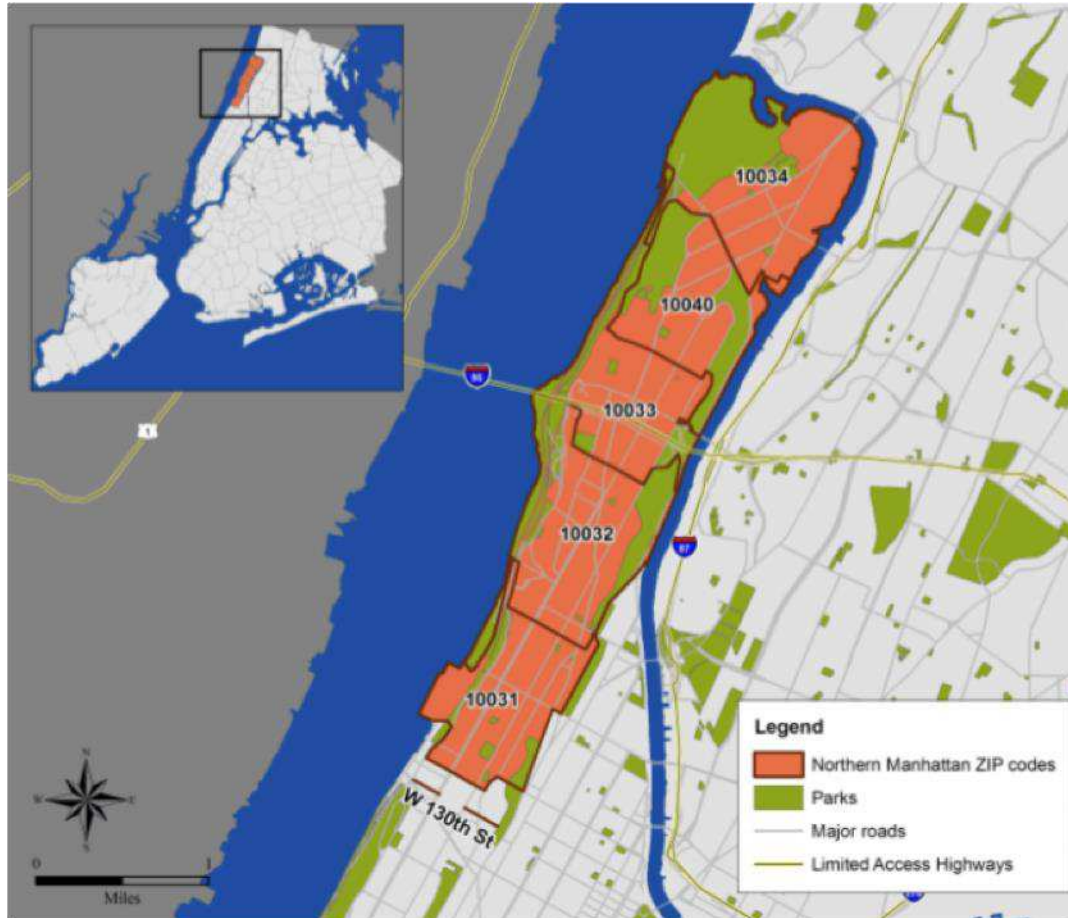 10034
10040
10033
10032
10031
W 130th St
95
1
87
N
W
E
S
0 1
Miles
Legend
Northern Manhattan ZIP codes
Parks
Major roads
Limited Access Highways